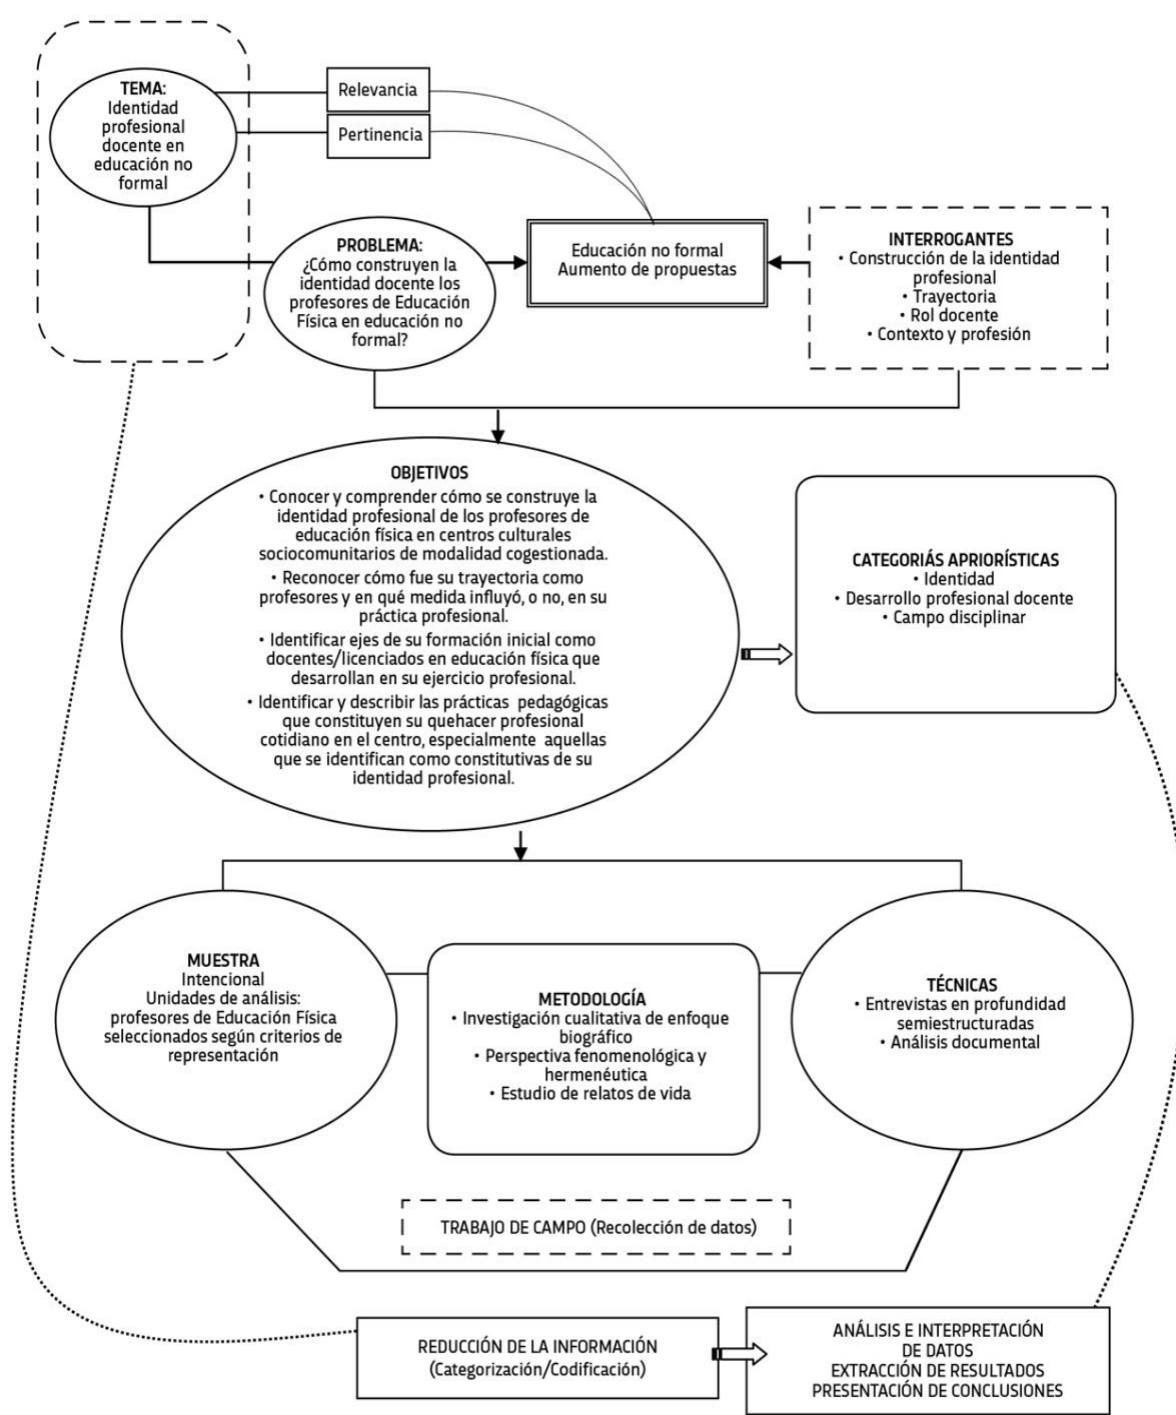 TEMA:
Identidad
profesional
docente en
educación no
formal
Relevancia
Pertinencia
PROBLEMA:
¿Cómo construyen la
identidad docente los
profesores de Educación
Física en educación no
formal?
Educación no formal
Aumento de propuestas
INTERROGANTES
• Construcción de la identidad
profesional
• Trayectoria
• Rol docente
• Contexto y profesión
OBJETIVOS
• Conocer y comprender cómo se construye la
identidad profesional de los profesores de
educación física en centros culturales
sociocomunitarios de modalidad cogestionada.
• Reconocer cómo fue su trayectoria como
profesores y en qué medida influyó, o no, en su
práctica profesional.
• Identificar ejes de su formación inicial como
docentes/licenciados en educación física que
desarrollan en su ejercicio profesional.
• Identificar y describir las prácticas pedagógicas
que constituyen su quehacer profesional
cotidiano en el centro, especialmente aquellas
que se identifican como constitutivas de su
identidad profesional.
CATEGORIÁS APRIORÍSTICAS
• Identidad
• Desarrollo profesional docente
• Campo disciplinar
MUESTRA
Intencional
Unidades de análisis:
profesores de Educación Física
seleccionados según criterios de
representación
METODOLOGÍA
• Investigación cualitativa de enfoque
biográfico
• Perspectiva fenomenológica y
hermenéutica
• Estudio de relatos de vida
TÉCNICAS
• Entrevistas en profundidad
semiestructuradas
• Análisis documental
TRABAJO DE CAMPO (Recolección de datos)
REDUCCIÓN DE LA INFORMACIÓN
(Categorización/Codificación)
ANÁLISIS E INTERPRETACIÓN
DE DATOS
EXTRACCIÓN DE RESULTADOS
PRESENTACIÓN DE CONCLUSIONES